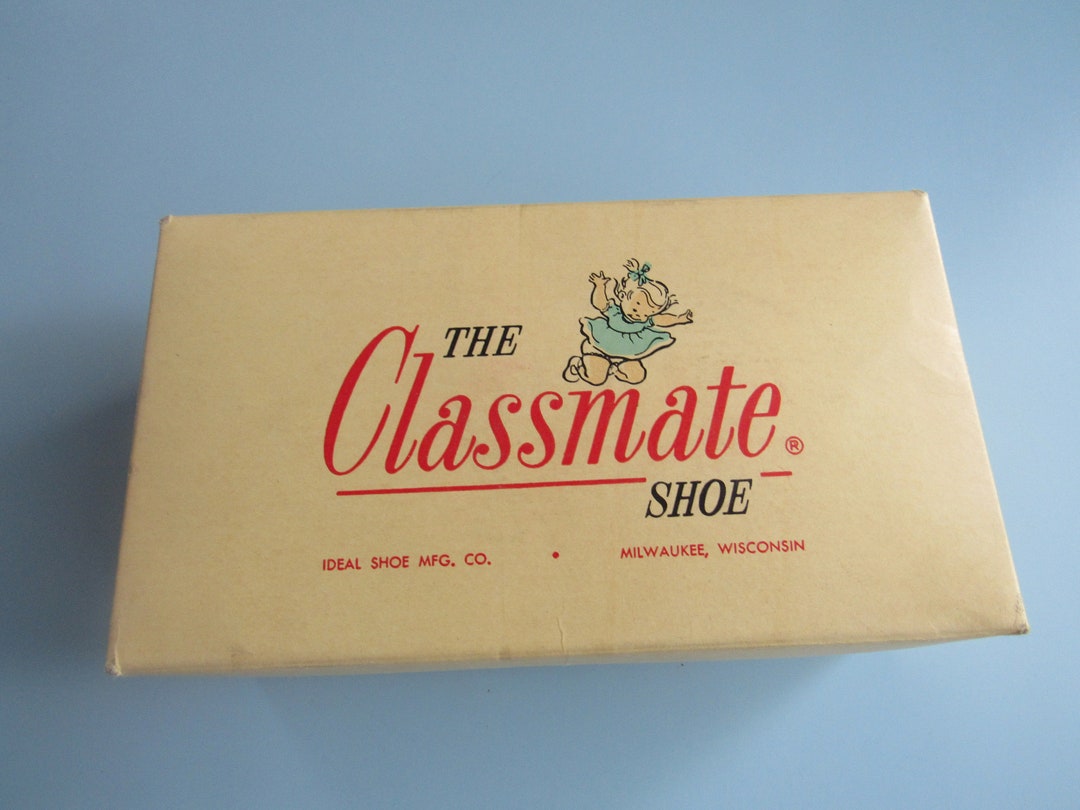 THE
Classmate®
SHOE
IDEAL SHOE MFG. CO. • MILWAUKEE, WISCONSIN